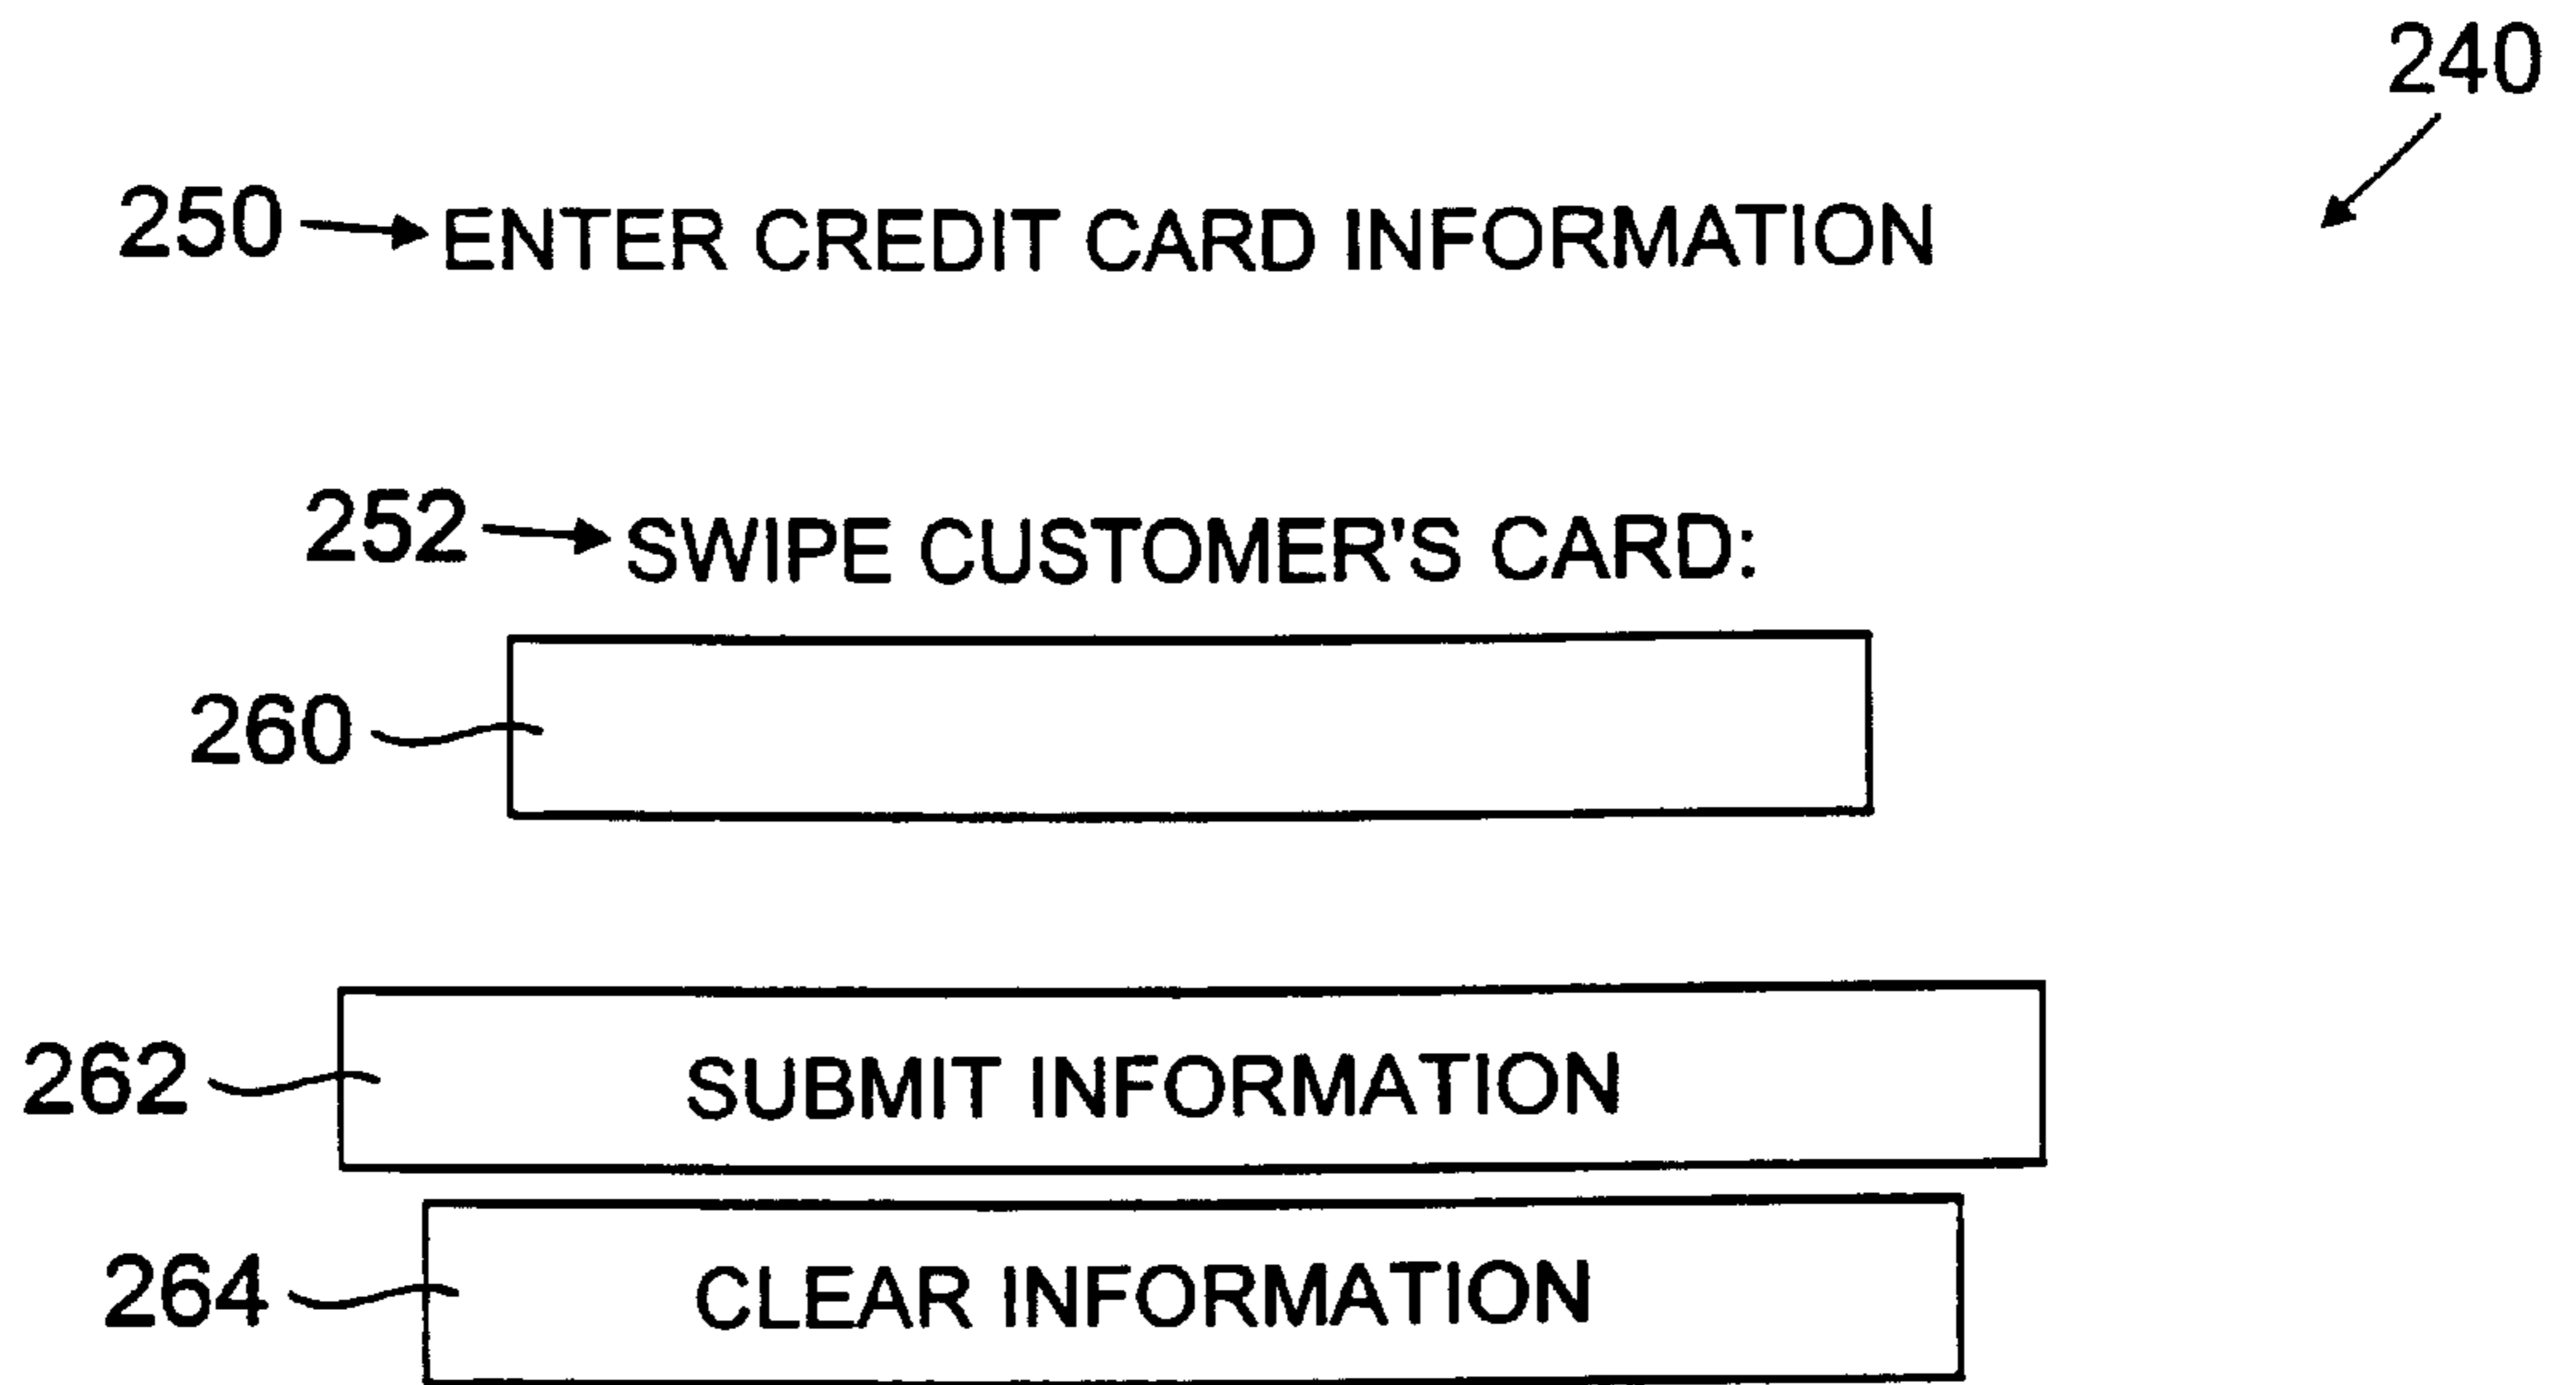 240
250 ENTER CREDIT CARD INFORMATION
252 SWIPE CUSTOMER'S CARD:
260
262 SUBMIT INFORMATION
264 CLEAR INFORMATION